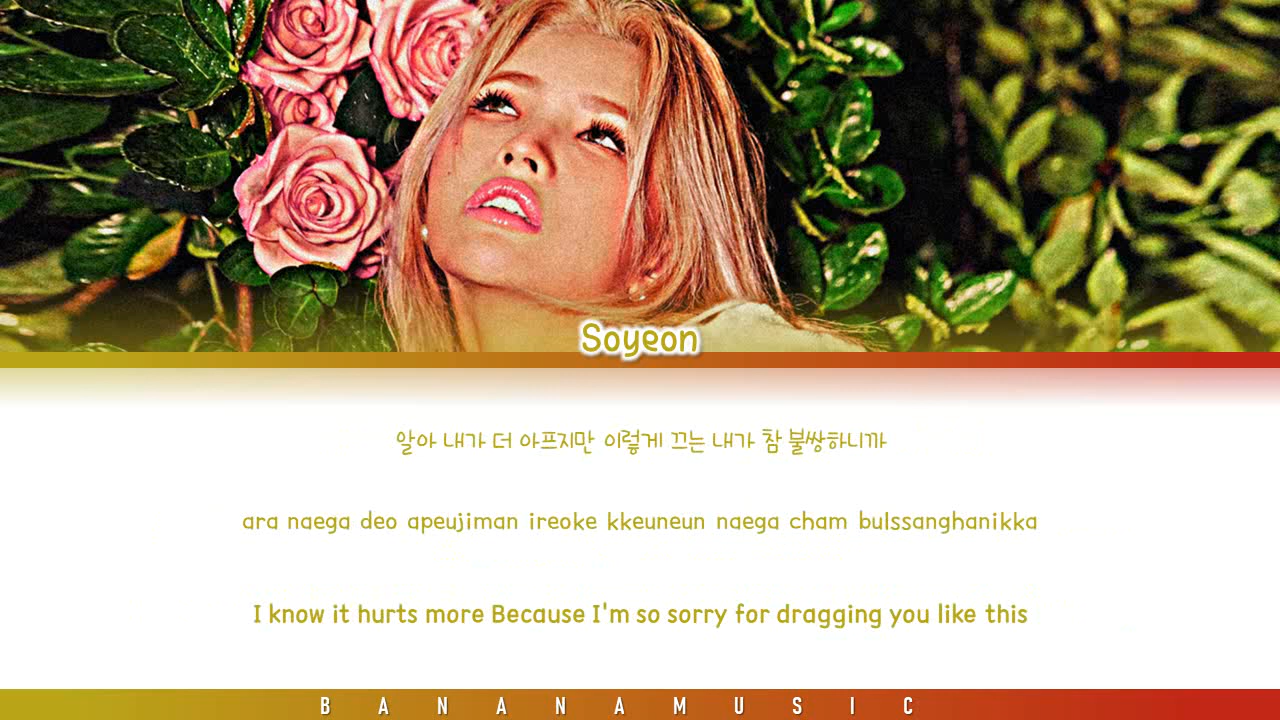 Soyeon
알아 내가 더 아프지만 이렇게 끄는 내가 참 불쌍하니까
ara naega deo apeujiman ireoke kkeuneun naega cham bulssanghanikka
I know it hurts more Because I'm so sorry for dragging you like this
BANANAMUSIC